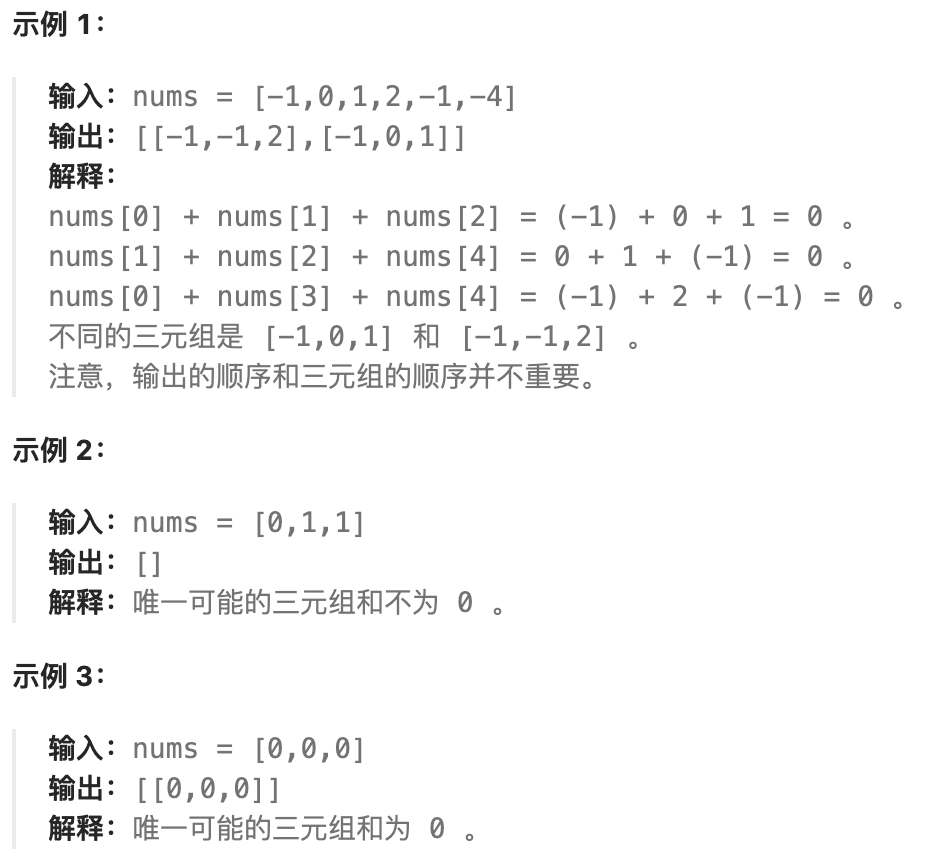 示例 1：
输入：nums = [-1,0,1,2,-1,-4]
输出：[[-1,-1,2],[-1,0,1]]
解释：
nums[0] + nums[1] + nums[2] = (-1) + 0 + 1 = 0 。
nums[1] + nums[2] + nums[4] = 0 + 1 + (-1) = 0 。
nums[0] + nums[3] + nums[4] = (-1) + 2 + (-1) = 0 。
不同的三元组是 [-1,0,1] 和 [-1,-1,2] 。
注意，输出的顺序和三元组的顺序并不重要。
示例 2：
输入：nums = [0,1,1]
输出：[]
解释：唯一可能的三元组和不为 0 。
示例 3：
输入：nums = [0,0,0]
输出：[[0,0,0]]
解释：唯一可能的三元组和为 0 。